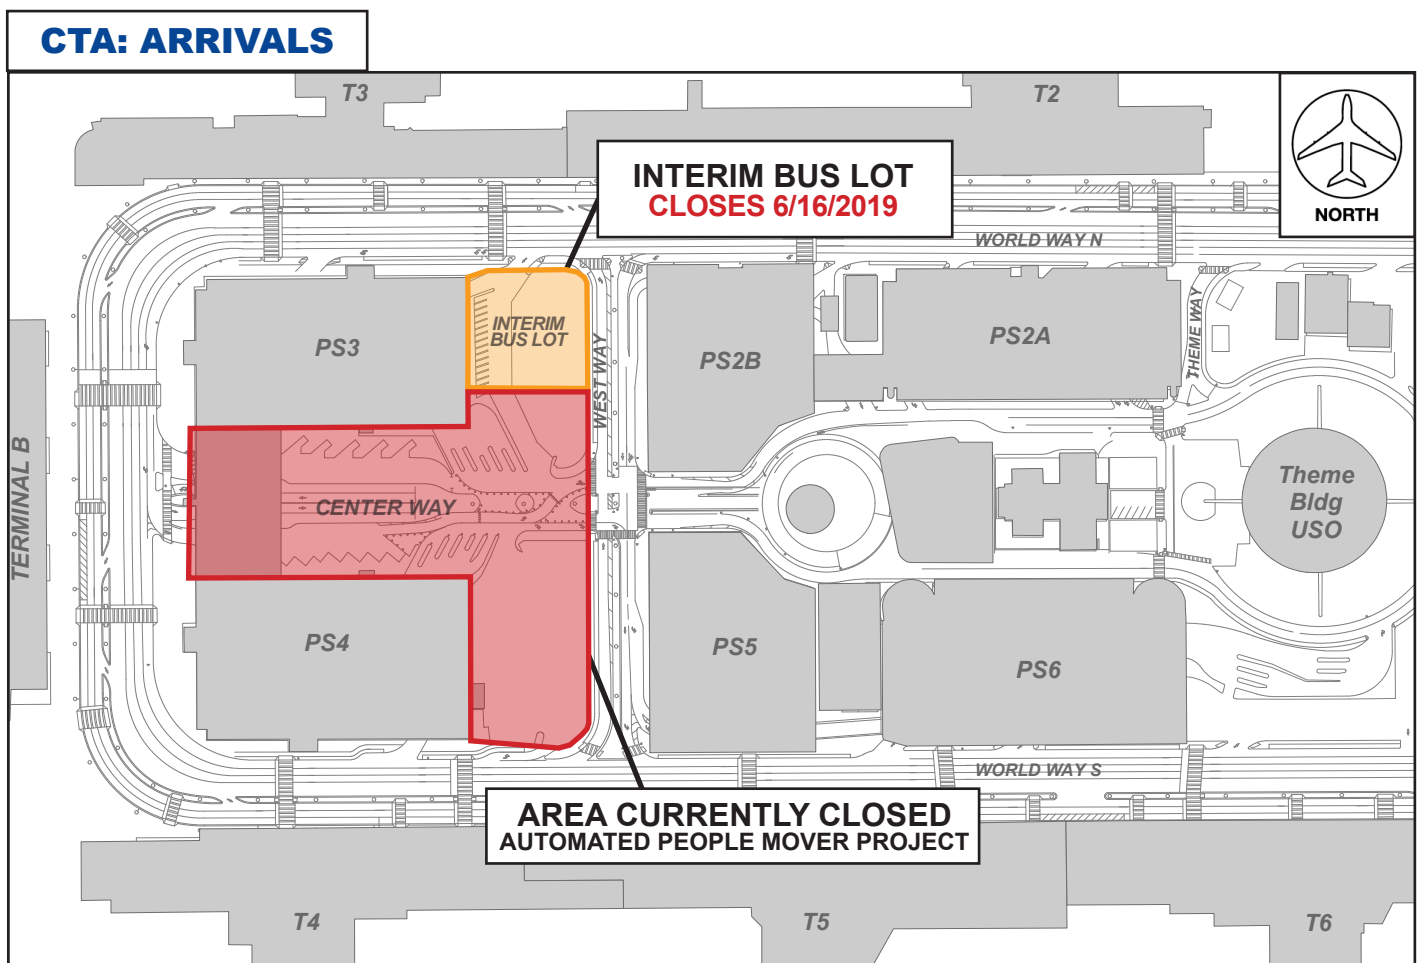 CTA: ARRIVALS
T3
T2
INTERIM BUS LOT
CLOSES 6/16/2019
NORTH
WORLD WAY N
INTERIM
BUS LOT
PS3
WEST WAY
PS2B
PS2A
THEME WAY
TERMINAL B
CENTER WAY
Theme
Bldg
USO
PS4
PS5
PS6
WORLD WAY S
AREA CURRENTLY CLOSED
AUTOMATED PEOPLE MOVER PROJECT
T4
T5
T6